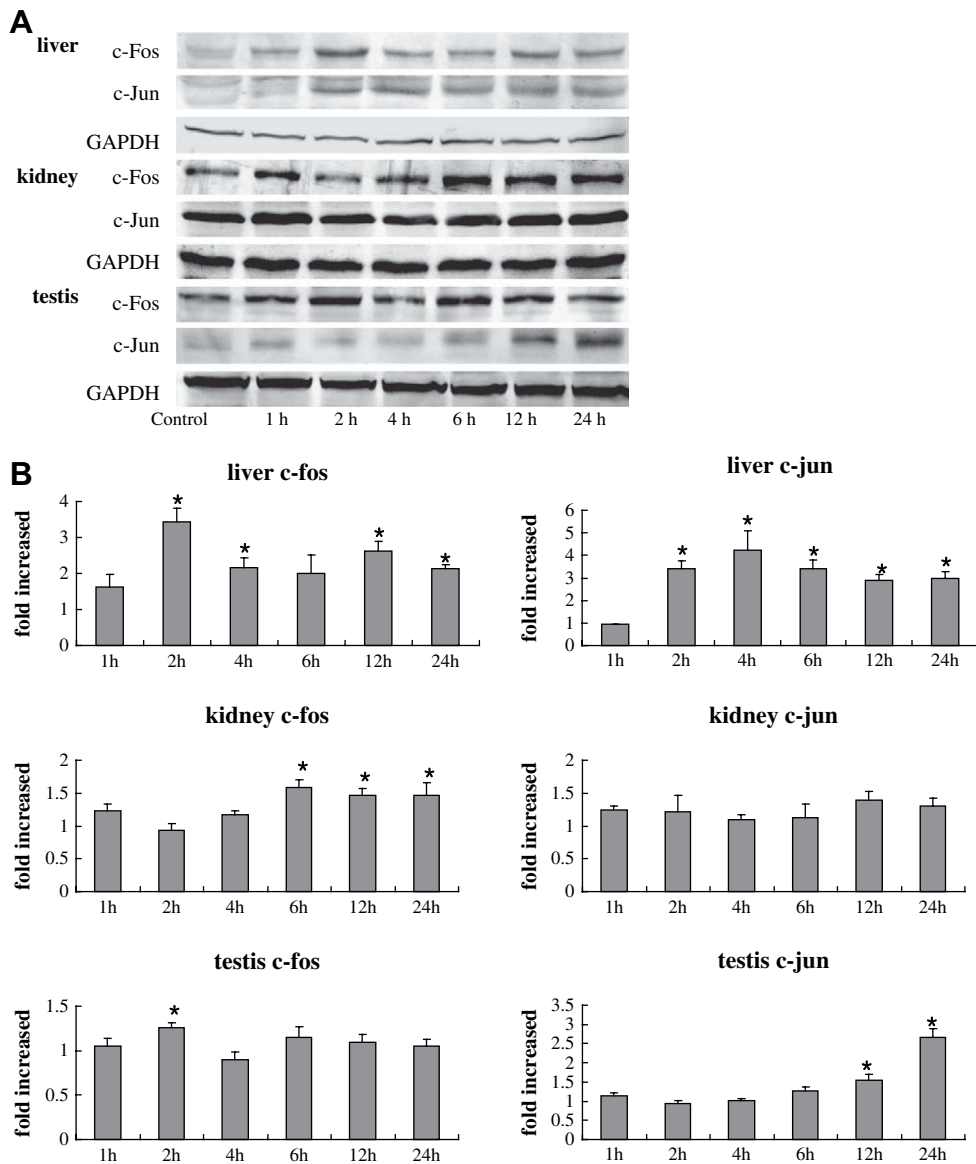 A
liver c-Fos
c-Jun
GAPDH
kidney c-Fos
c-Jun
GAPDH
testis c-Fos
c-Jun
GAPDH
Control 1 h 2 h 4 h 6 h 12 h 24 h
B
liver c-fos
fold increased
4
3
2
1
0
* * * *
1h 2h 4h 6h 12h 24h
liver c-jun
fold increased
6
5
4
3
2
1
0
* * * * *
1h 2h 4h 6h 12h 24h
kidney c-fos
fold increased
2
1.5
1
0.5
0
* * *
1h 2h 4h 6h 12h 24h
kidney c-jun
fold increased
2
1.5
1
0.5
0
1h 2h 4h 6h 12h 24h
testis c-fos
fold increased
1.5
1
0.5
0
*
1h 2h 4h 6h 12h 24h
testis c-jun
fold increased
3.5
3
2.5
2
1.5
1
0.5
0
* *
1h 2h 4h 6h 12h 24h